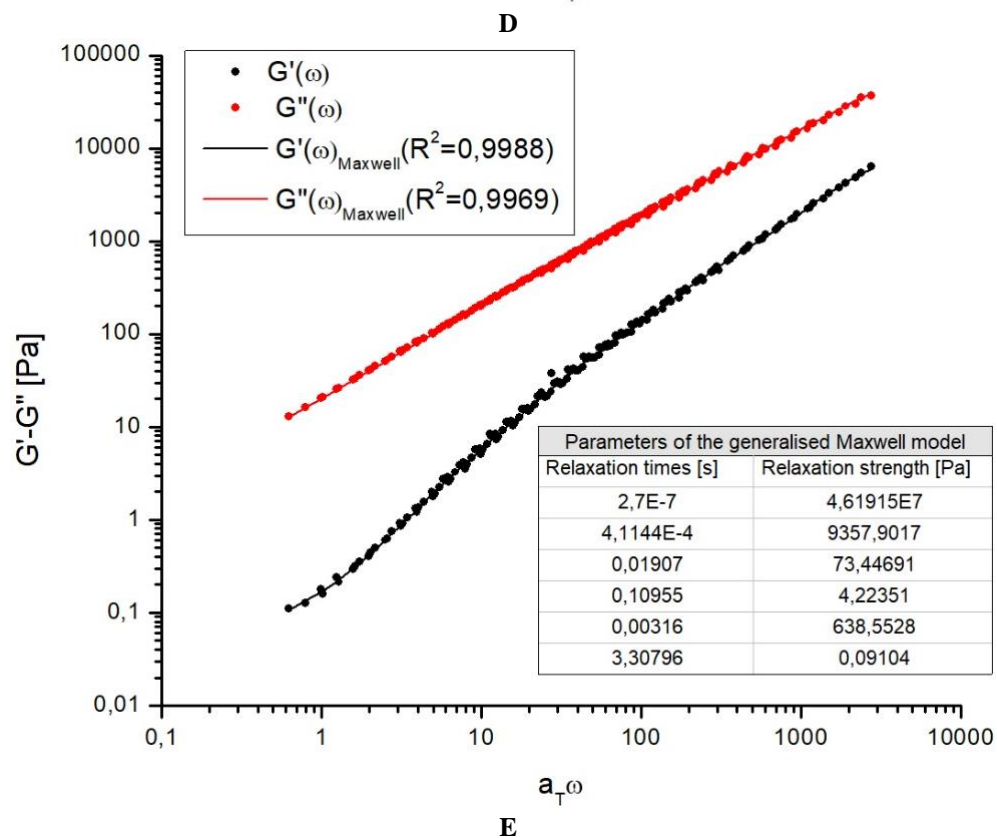 D
100000
10000
1000
100
10
1
0,1
0,01
G'-G" [Pa]
G'(ω)
G"(ω)
G'(ω)Maxwell(R²=0,9988)
G"(ω)Maxwell(R²=0,9969)
Parameters of the generalised Maxwell model
Relaxation times [s] Relaxation strength [Pa]
2,7E-7 4,61915E7
4,1144E-4 9357,9017
0,01907 73,44691
0,10955 4,22351
0,00316 638,5528
3,30796 0,09104
0,1 1 10 100 1000 10000
aTω
E